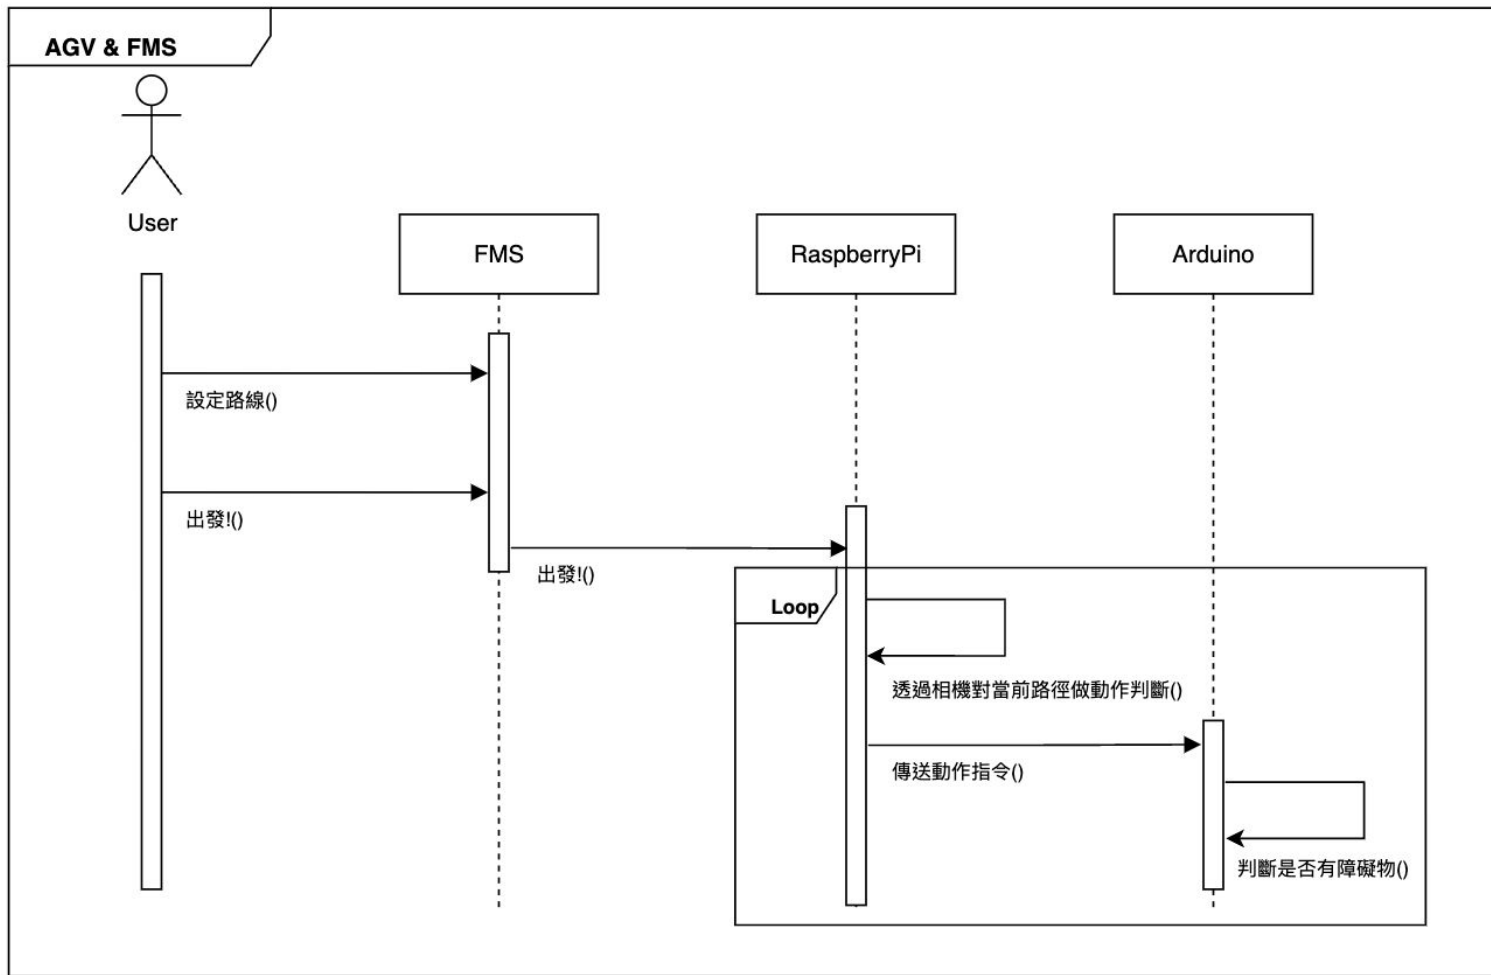 AGV & FMS
User
FMS
RaspberryPi
Arduino
設定路線()
出發!()
出發!()
Loop
透過相機對當前路徑做動作判斷()
傳送動作指令()
判斷是否有障礙物()